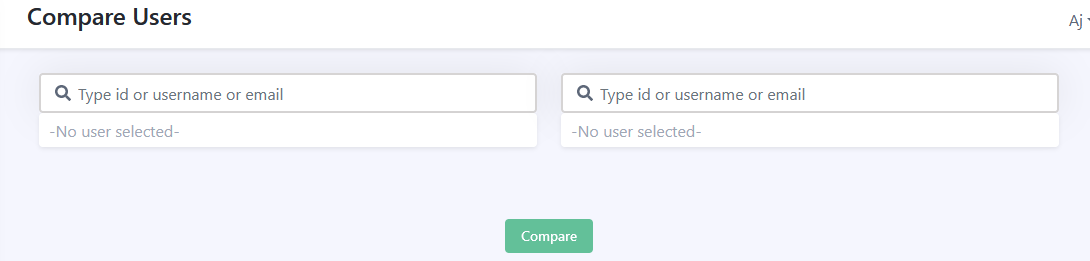 Compare Users
Aj
Type id or username or email
Type id or username or email
-No user selected-
-No user selected-
Compare